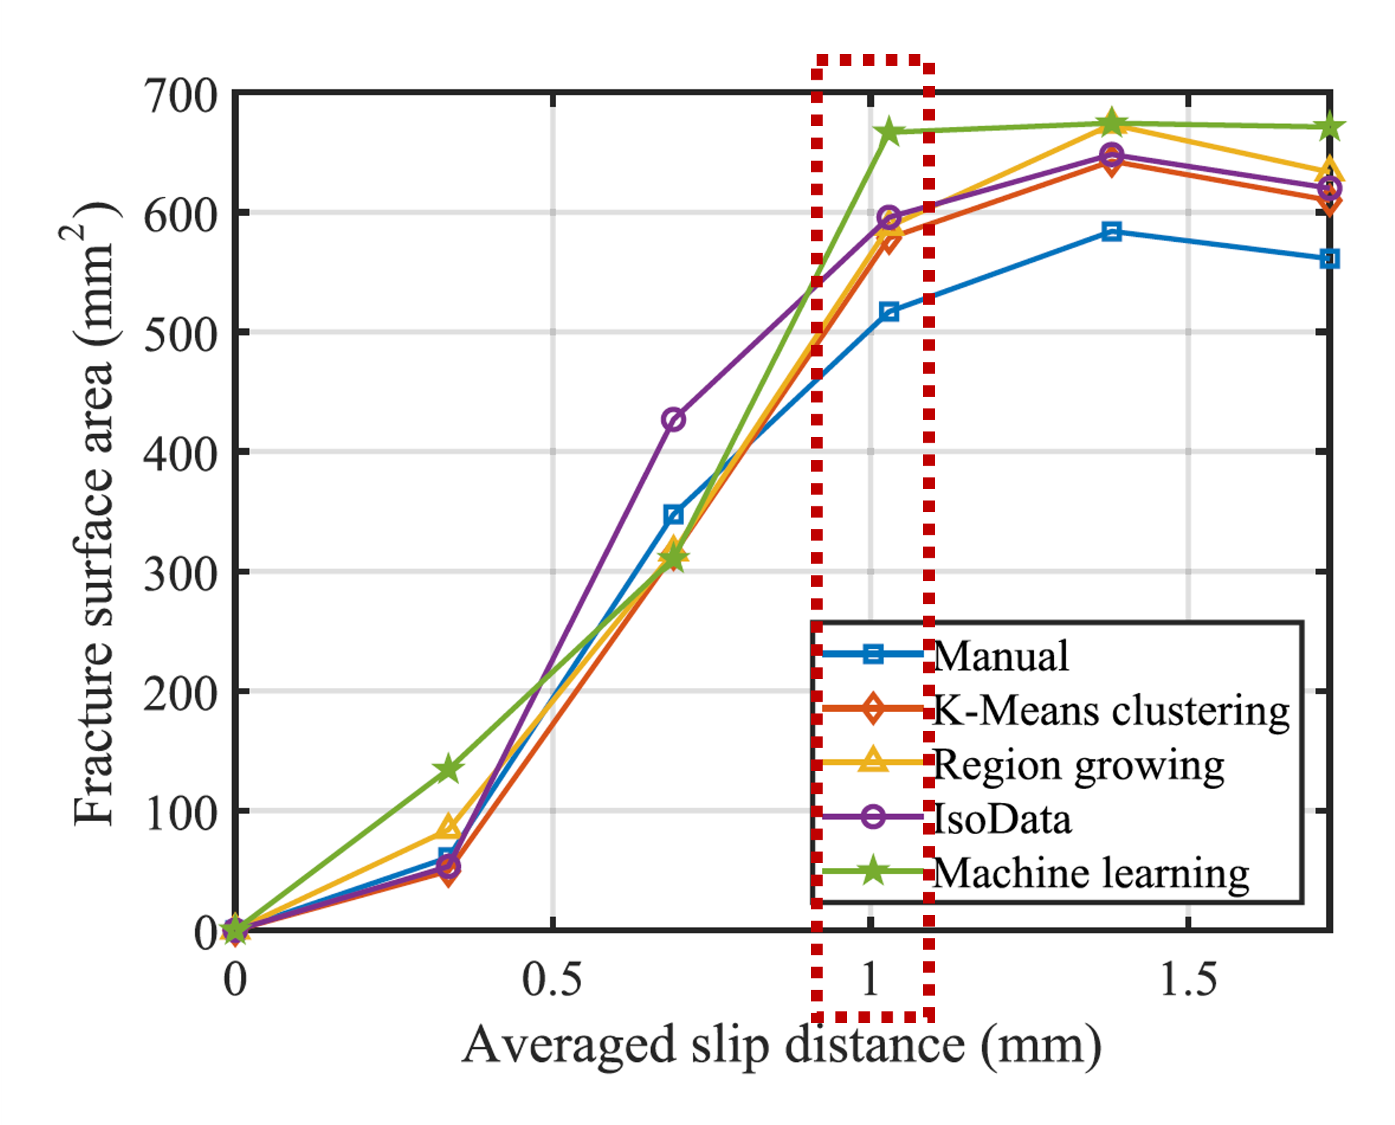 700
600
500
400
300
200
100
0
Fracture surface area (mm²)
0 0.5 1 1.5
Averaged slip distance (mm)
Manual
K-Means clustering
Region growing
IsoData
Machine learning